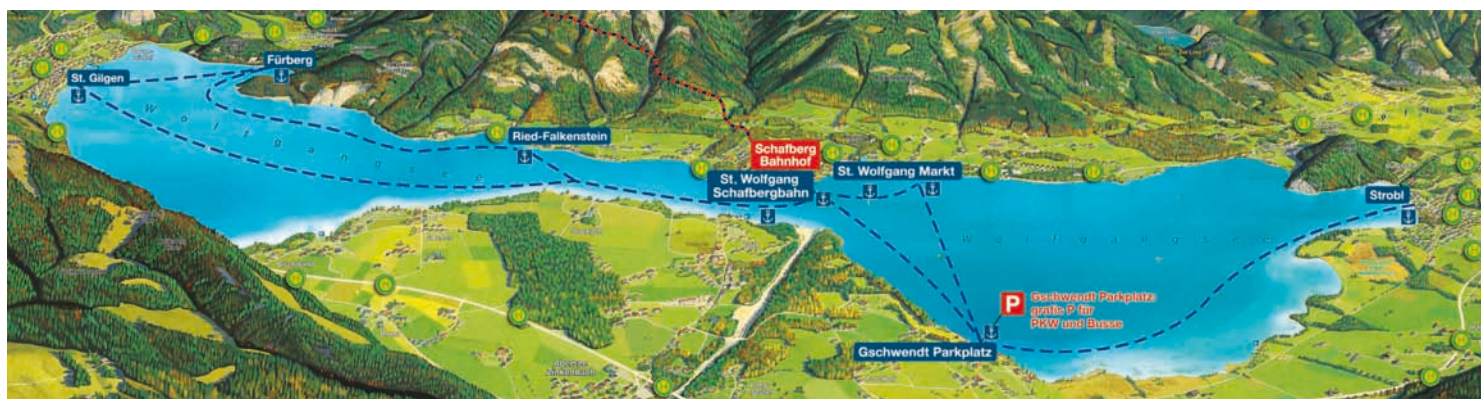 St. Gilgen
Fürberg
Wolfgangsee
Ried-Falkenstein
Schafberg
Bahnhof
St. Wolfgang
Schafbergbahn
St. Wolfgang Markt
Strobl
Wolfgangsee
P
Gschwendt Parkplatz:
gratis P für
PKW und Busse
Gschwendt Parkplatz